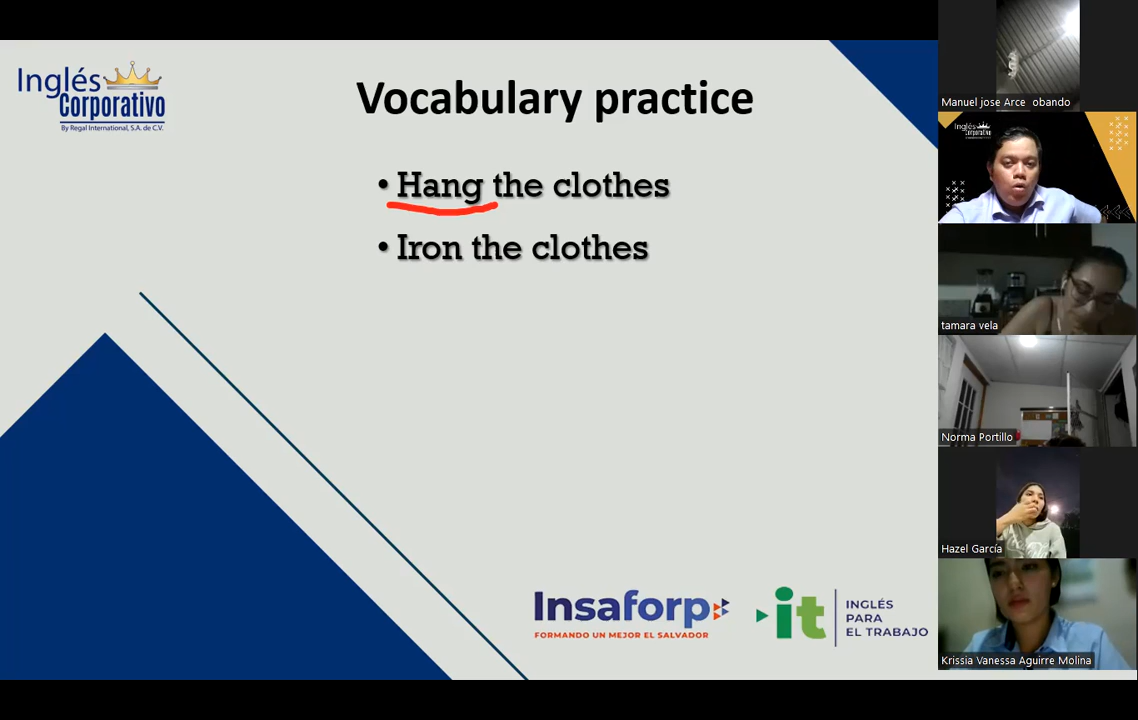 Inglés
Corporativo
By Regal International, S.A. de C.V.
Vocabulary practice
• Hang the clothes
• Iron the clothes
Insaforp
FORMANDO UN MEJOR EL SALVADOR
it
INGLÉS
PARA
EL TRABAJO
Manuel jose Arce obando
Inglés
Corporativo
tamara vela
Norma Portillo
Hazel García
Krissia Vanessa Aguirre Molina